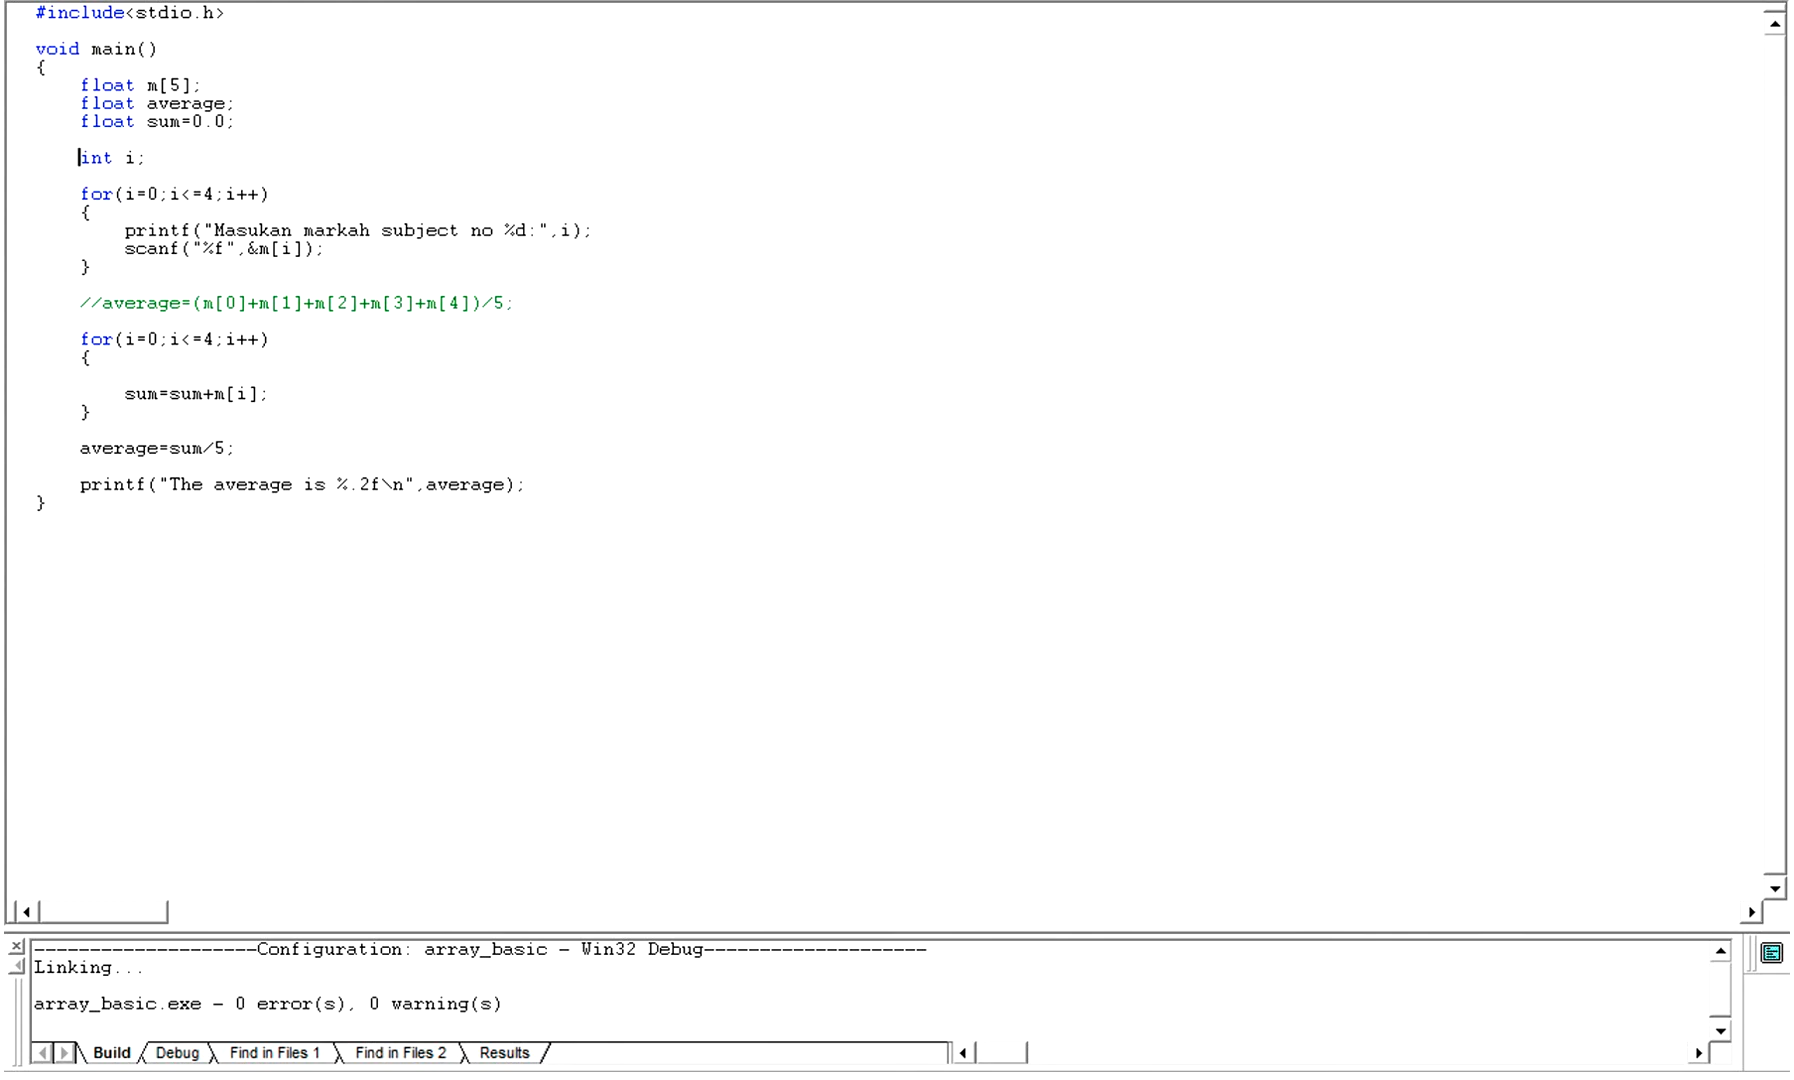 #include<stdio.h>
void main()
{
float m[5];
float average;
float sum=0.0;
int i;
for(i=0;i<=4;i++)
{
printf("Masukan markah subject no %d:",i);
scanf("%f",&m[i]);
}
//average=(m[0]+m[1]+m[2]+m[3]+m[4])/5;
for(i=0;i<=4;i++)
{
sum=sum+m[i];
}
average=sum/5;
printf("The average is %.2f\n",average);
}
--------------------Configuration: array_basic - Win32 Debug--------------------
Linking...
array_basic.exe - 0 error(s), 0 warning(s)
Build Debug Find in Files 1 Find in Files 2 Results